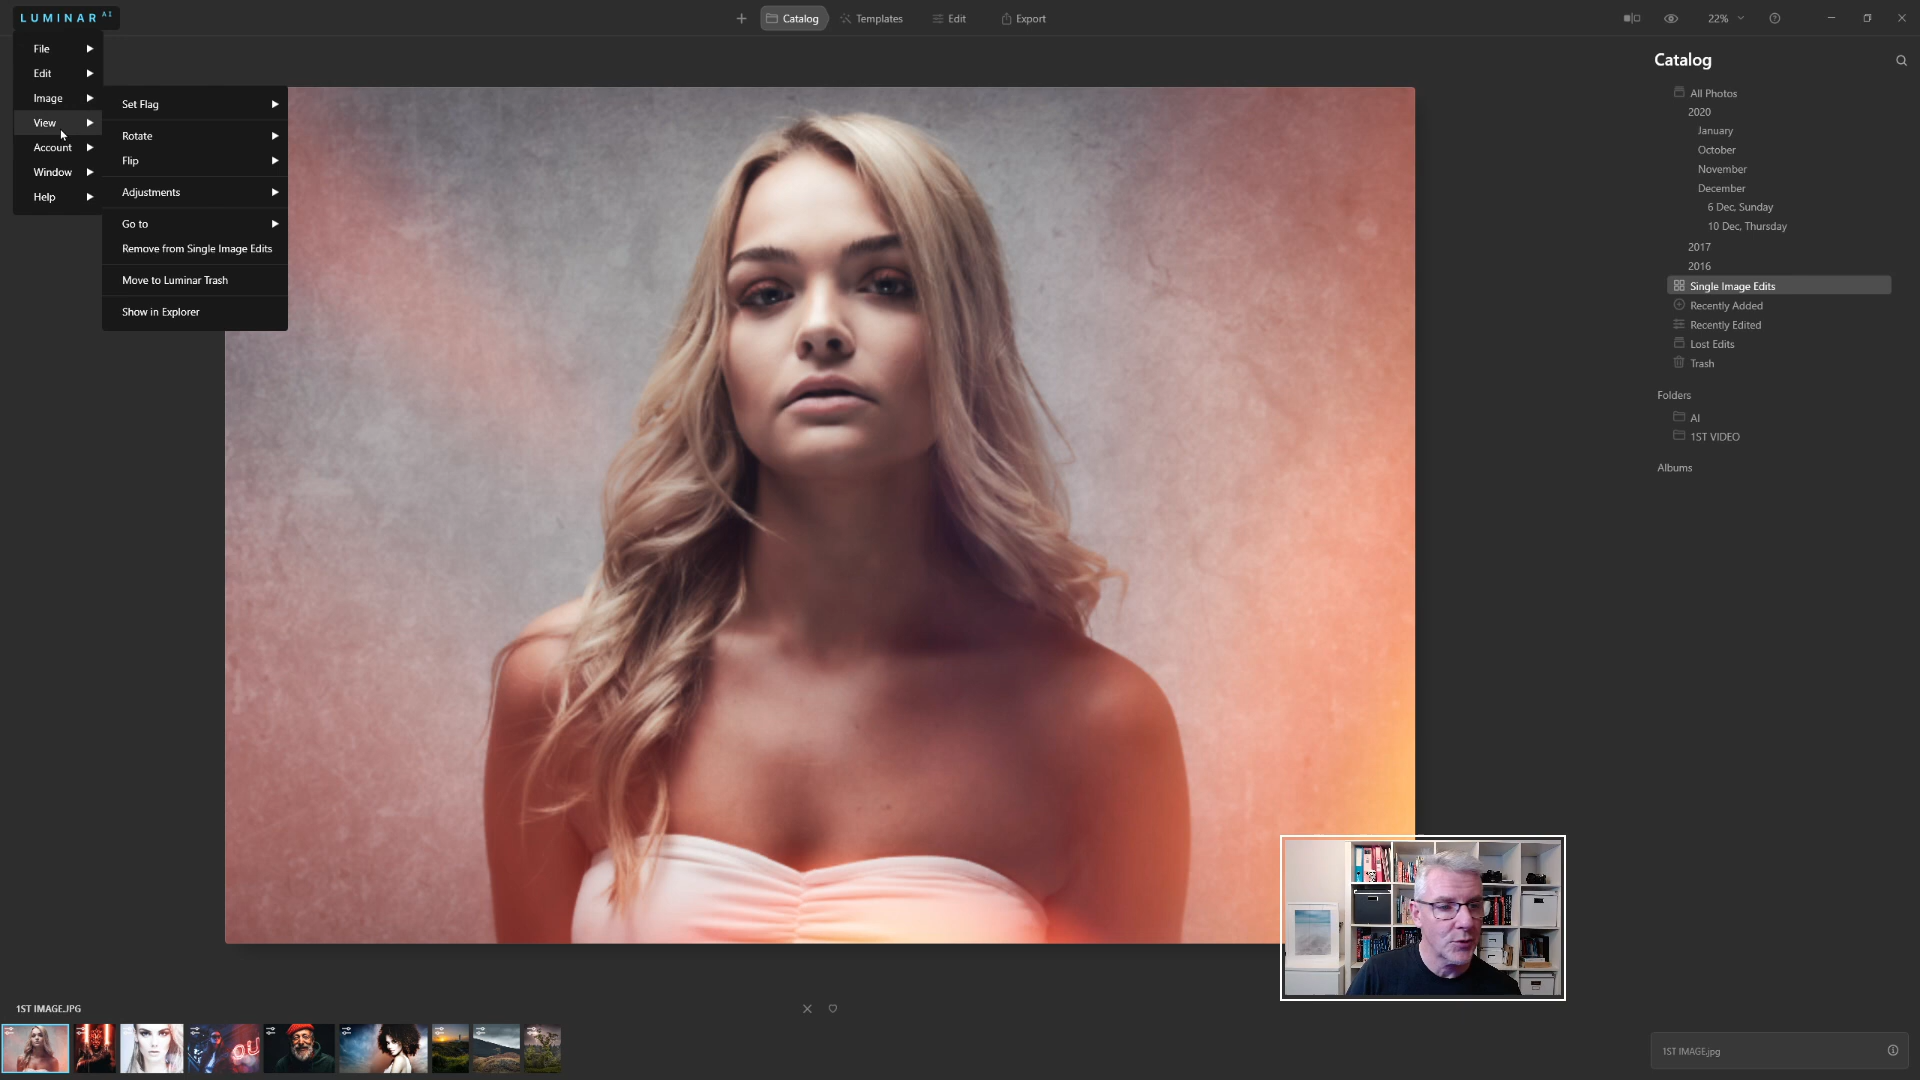 LUMINAR AI
Catalog
Templates
Edit
Export
22%
File
Edit
Image
View
Account
Window
Help
Set Flag
Rotate
Flip
Adjustments
Go to
Remove from Single Image Edits
Move to Luminar Trash
Show in Explorer
Catalog
All Photos
2020
January
October
November
December
6 Dec, Sunday
10 Dec, Thursday
2017
2016
Single Image Edits
Recently Added
Recently Edited
Lost Edits
Trash
Folders
AI
1ST VIDEO
Albums
1ST IMAGE.JPG
OU
1ST IMAGE.jpg